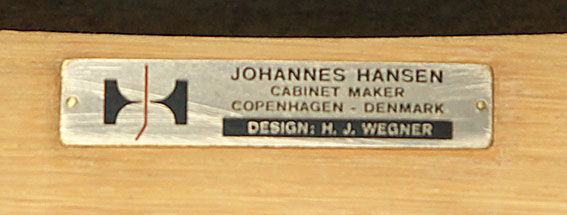 JOHANNES HANSEN
CABINET MAKER
COPENHAGEN - DENMARK
DESIGN: H. J. WEGNER